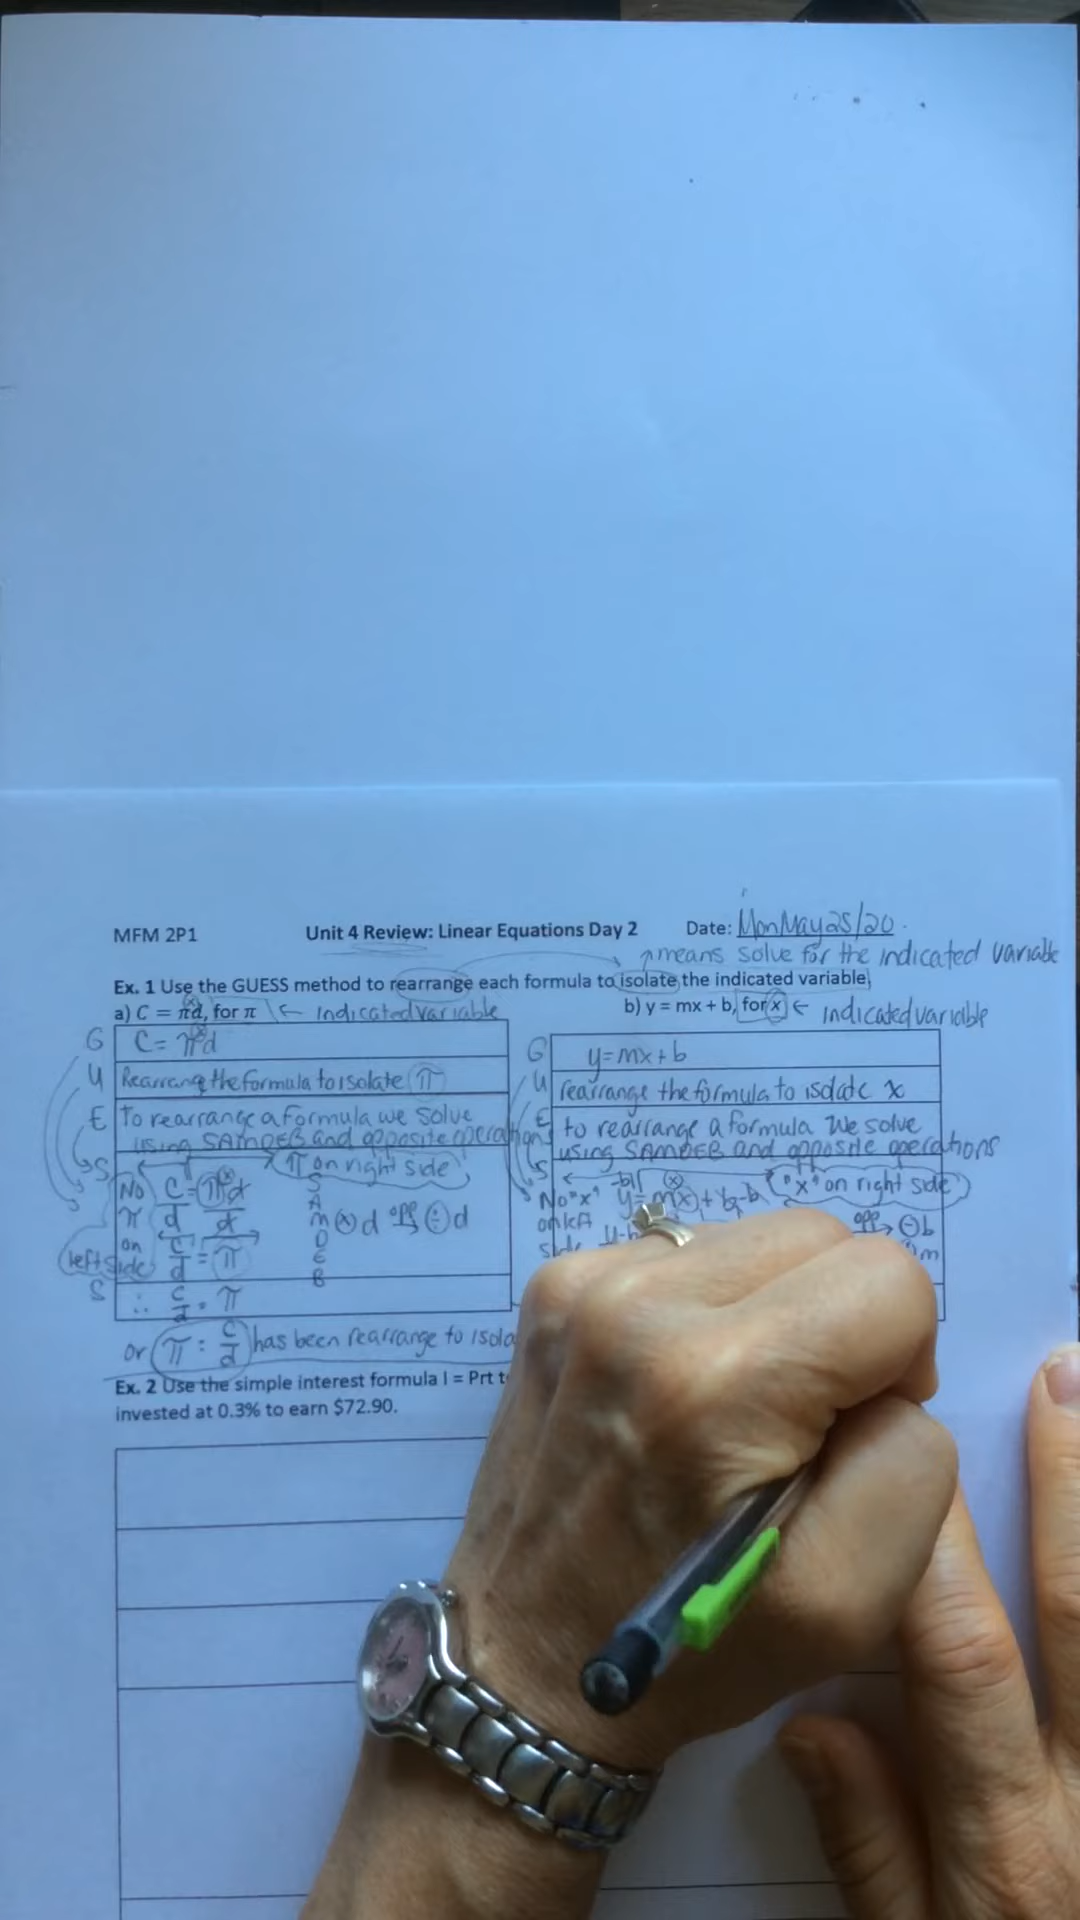 MFM 2P1 Unit 4 Review: Linear Equations Day 2 Date: Mon May 25/20.
means solve for the indicated variable
Ex. 1 Use the GUESS method to rearrange each formula to isolate the indicated variable
a) C = πd, for π ← Indicated variable
b) y = mx + b, for x ← indicated variable
G C = πd
U Rearrange the formula to isolate π
E To rearrange a formula we solve
using SAMDEB and opposite operations
S π on right side
No π on left side
C = πd
d d
C/d = π
S
A
M ⊗ d opp ÷ d
D
E
B
S ∴ C/d = π
or π = C/d has been rearrange to isola
G y = mx + b
U rearrange the formula to isolate x
E to rearrange a formula we solve
using SAMDEB and opposite operations
S "x" on right side
No "x" on left side
-b y = mx + b - b
y-b
opp → ⊖ b
m
Ex. 2 Use the simple interest formula I = Prt t
invested at 0.3% to earn $72.90.